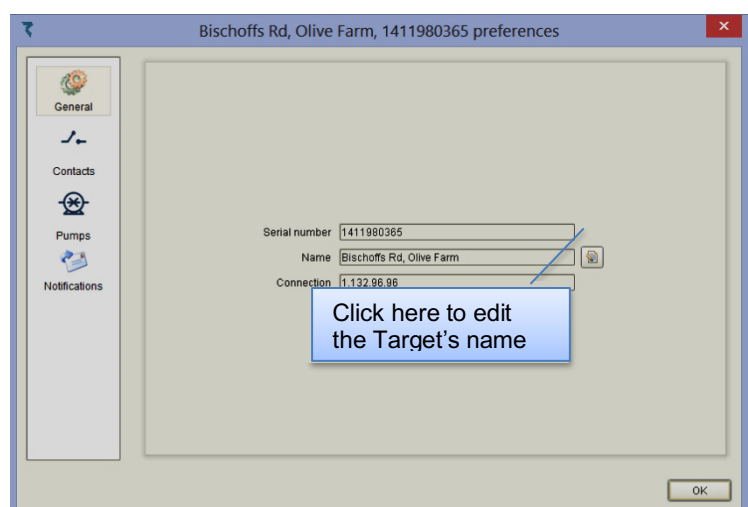 Bischoffs Rd, Olive Farm, 1411980365 preferences
General
Contacts
Pumps
Notifications
Serial number 1411980365
Name Bischoffs Rd, Olive Farm
Connection 1.132.96.96
Click here to edit
the Target's name
OK